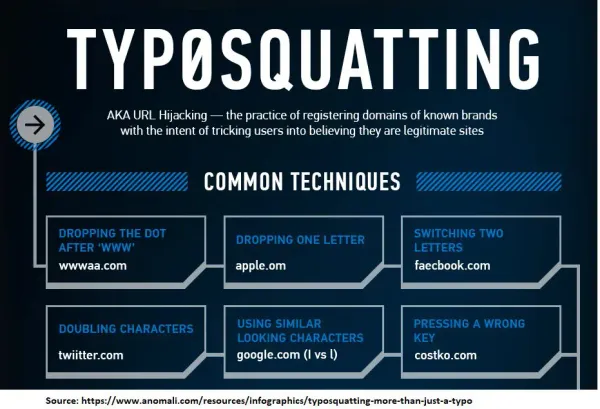 TYPØSQUATTING
AKA URL Hijacking — the practice of registering domains of known brands
with the intent of tricking users into believing they are legitimate sites
COMMON TECHNIQUES
DROPPING THE DOT
AFTER ‘WWW’
wwwaa.com
DROPPING ONE LETTER
apple.om
SWITCHING TWO
LETTERS
faecbook.com
DOUBLING CHARACTERS
twiitter.com
USING SIMILAR
LOOKING CHARACTERS
google.com (I vs l)
PRESSING A WRONG
KEY
costko.com
Source: https://www.anomali.com/resources/infographics/typosquatting-more-than-just-a-typo